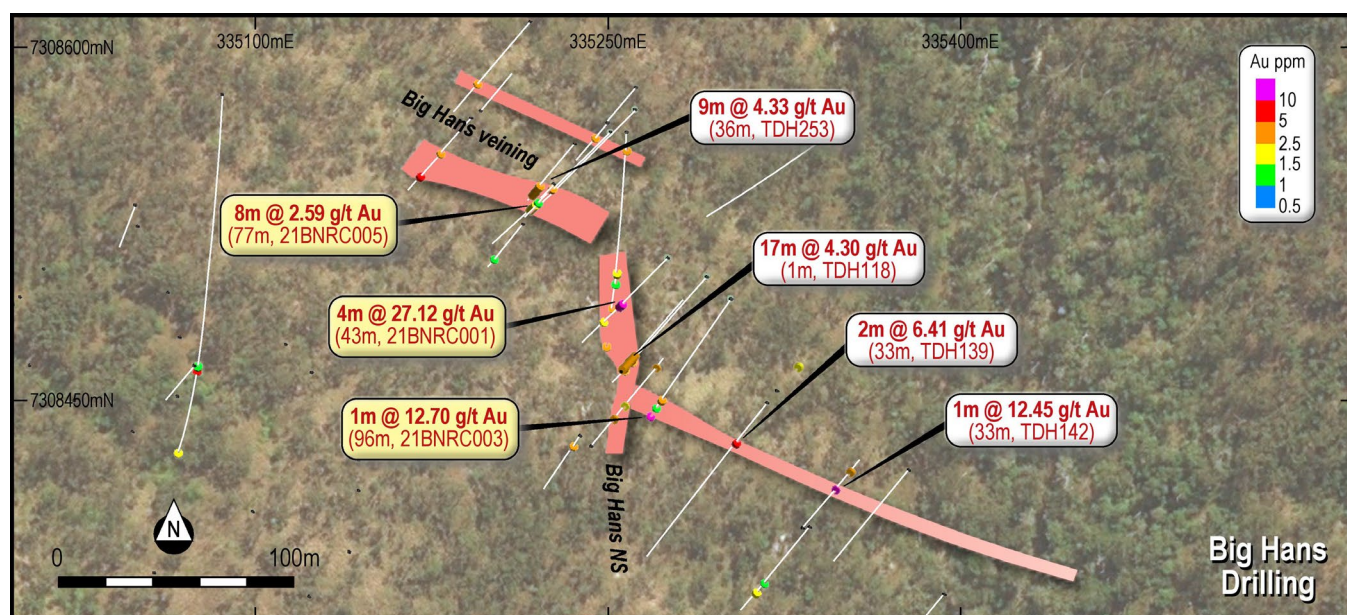 7308600mN
335100mE
335250mE
335400mE
Au ppm
10
5
2.5
1.5
1
0.5
Big Hans veining
9m @ 4.33 g/t Au
(36m, TDH253)
8m @ 2.59 g/t Au
(77m, 21BNRC005)
17m @ 4.30 g/t Au
(1m, TDH118)
4m @ 27.12 g/t Au
(43m, 21BNRC001)
2m @ 6.41 g/t Au
(33m, TDH139)
7308450mN
1m @ 12.70 g/t Au
(96m, 21BNRC003)
1m @ 12.45 g/t Au
(33m, TDH142)
Big Hans NS
N
0
100m
Big Hans
Drilling